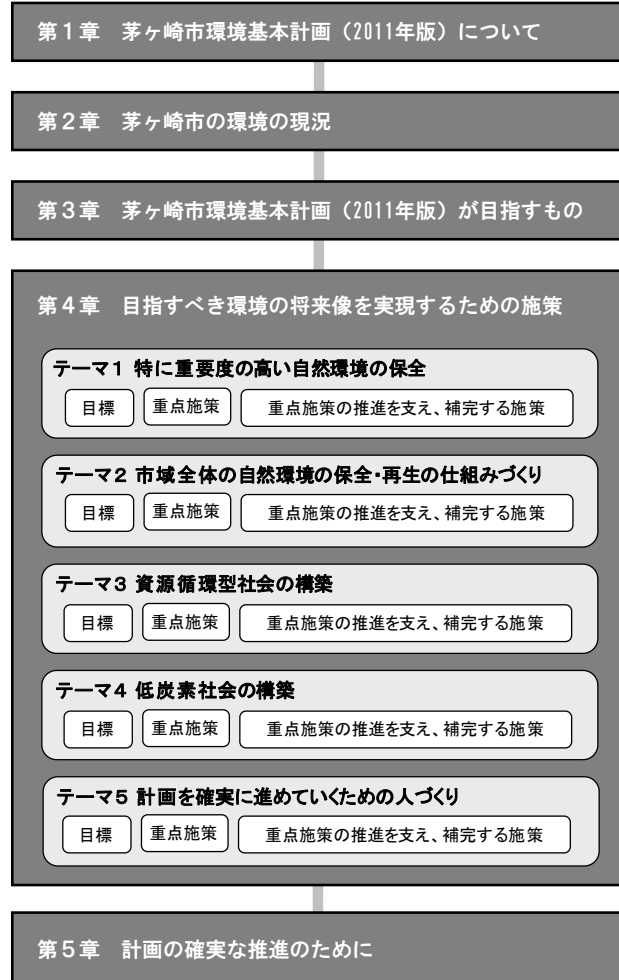 第１章　茅ヶ崎市環境基本計画（2011年版）について
第２章　茅ヶ崎市の環境の現況
第３章　茅ヶ崎市環境基本計画（2011年版）が目指すもの
第４章　目指すべき環境の将来像を実現するための施策
テーマ１ 特に重要度の高い自然環境の保全
目標　重点施策　重点施策の推進を支え、補完する施策
テーマ２ 市域全体の自然環境の保全・再生の仕組みづくり
目標　重点施策　重点施策の推進を支え、補完する施策
テーマ３ 資源循環型社会の構築
目標　重点施策　重点施策の推進を支え、補完する施策
テーマ４ 低炭素社会の構築
目標　重点施策　重点施策の推進を支え、補完する施策
テーマ５ 計画を確実に進めていくための人づくり
目標　重点施策　重点施策の推進を支え、補完する施策
第５章　計画の確実な推進のために